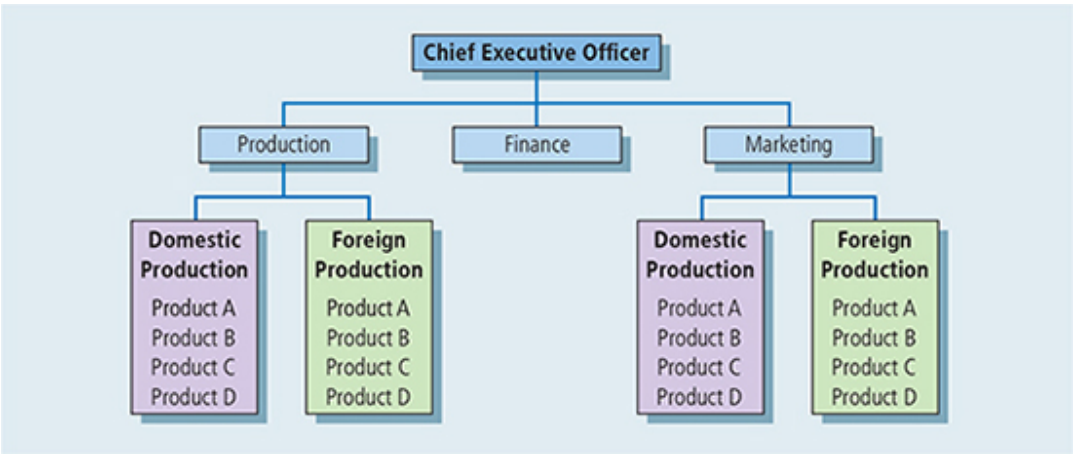 Chief Executive Officer
Production
Finance
Marketing
Domestic
Production
Product A
Product B
Product C
Product D
Foreign
Production
Product A
Product B
Product C
Product D
Domestic
Production
Product A
Product B
Product C
Product D
Foreign
Production
Product A
Product B
Product C
Product D